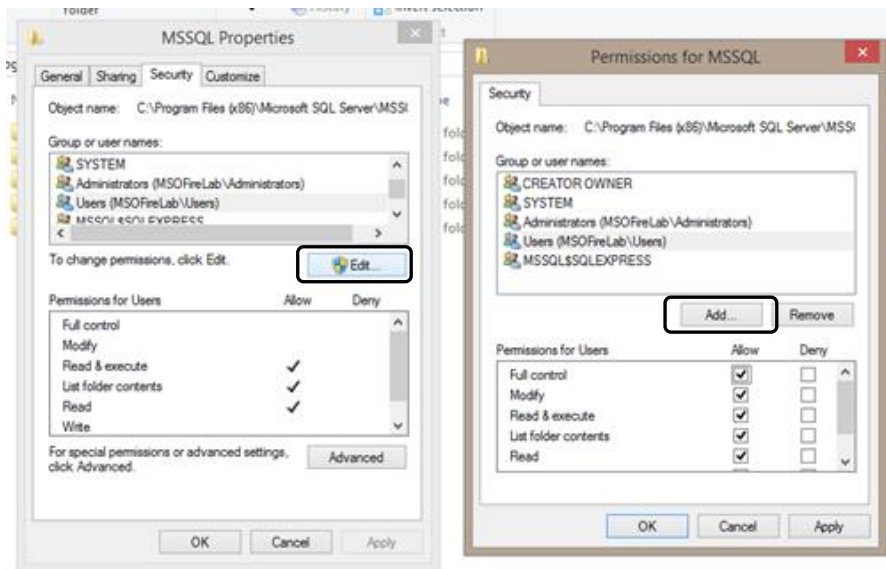 folder
MSSQL Properties
General Sharing Security Customize
Object name: C:\Program Files (x86)\Microsoft SQL Server\MSS
Group or user names:
SYSTEM
Administrators (MSOFireLab\Administrators)
Users (MSOFireLab\Users)
MSSQL$SQLEXPRESS
To change permissions, click Edit.
Edit...
Permissions for Users Allow Deny
Full control
Modify
Read & execute
List folder contents
Read
Write
For special permissions or advanced settings,
click Advanced.
Advanced
OK Cancel Apply
Permissions for MSSQL
Security
Object name: C:\Program Files (x86)\Microsoft SQL Server\MSS
Group or user names:
CREATOR OWNER
SYSTEM
Administrators (MSOFireLab\Administrators)
Users (MSOFireLab\Users)
MSSQL$SQLEXPRESS
Add... Remove
Permissions for Users Allow Deny
Full control
Modify
Read & execute
List folder contents
Read
OK Cancel Apply